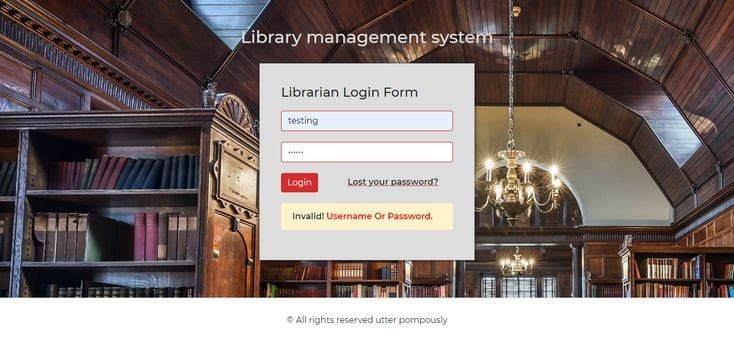 Library management system
Librarian Login Form
testing
······
Login Lost your password?
Invalid! Username Or Password.
© All rights reserved utter pompously